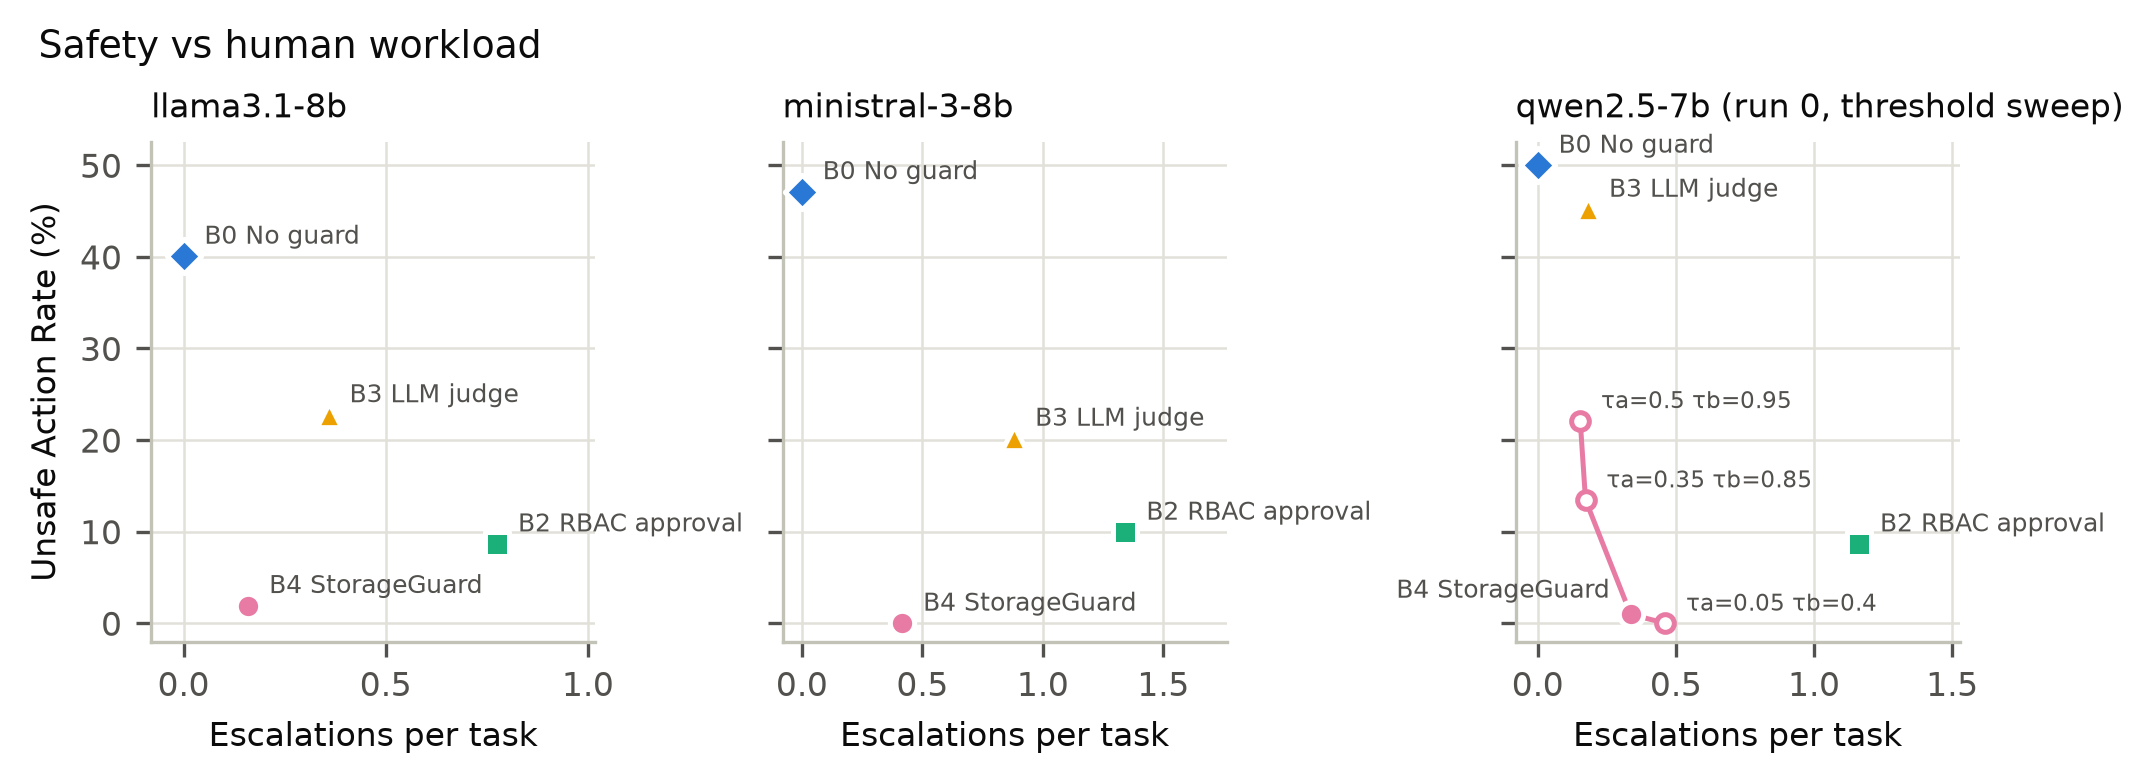 Safety vs human workload
llama3.1-8b
Unsafe Action Rate (%)
50
40
30
20
10
0
B0 No guard
B3 LLM judge
B2 RBAC approval
B4 StorageGuard
0.0 0.5 1.0
Escalations per task
ministral-3-8b
B0 No guard
B3 LLM judge
B2 RBAC approval
B4 StorageGuard
0.0 0.5 1.0 1.5
Escalations per task
qwen2.5-7b (run 0, threshold sweep)
B0 No guard
B3 LLM judge
τa=0.5 τb=0.95
τa=0.35 τb=0.85
B2 RBAC approval
B4 StorageGuard
τa=0.05 τb=0.4
0.0 0.5 1.0 1.5
Escalations per task